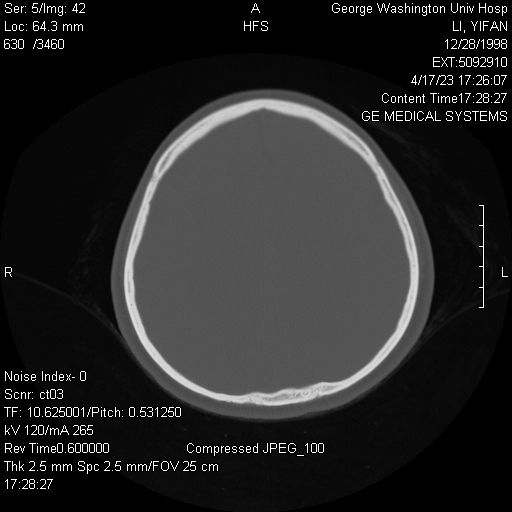 Ser: 5/Img: 42
Loc: 64.3 mm
630 /3460
A
HFS
George Washington Univ Hosp
LI, YIFAN
12/28/1998
EXT:5092910
4/17/23 17:26:07
Content Time17:28:27
GE MEDICAL SYSTEMS
R
L
Noise Index- 0
Scnr: ct03
TF: 10.625001/Pitch: 0.531250
kV 120/mA 265
Rev Time0.600000
Compressed JPEG_100
Thk 2.5 mm Spc 2.5 mm/FOV 25 cm
17:28:27